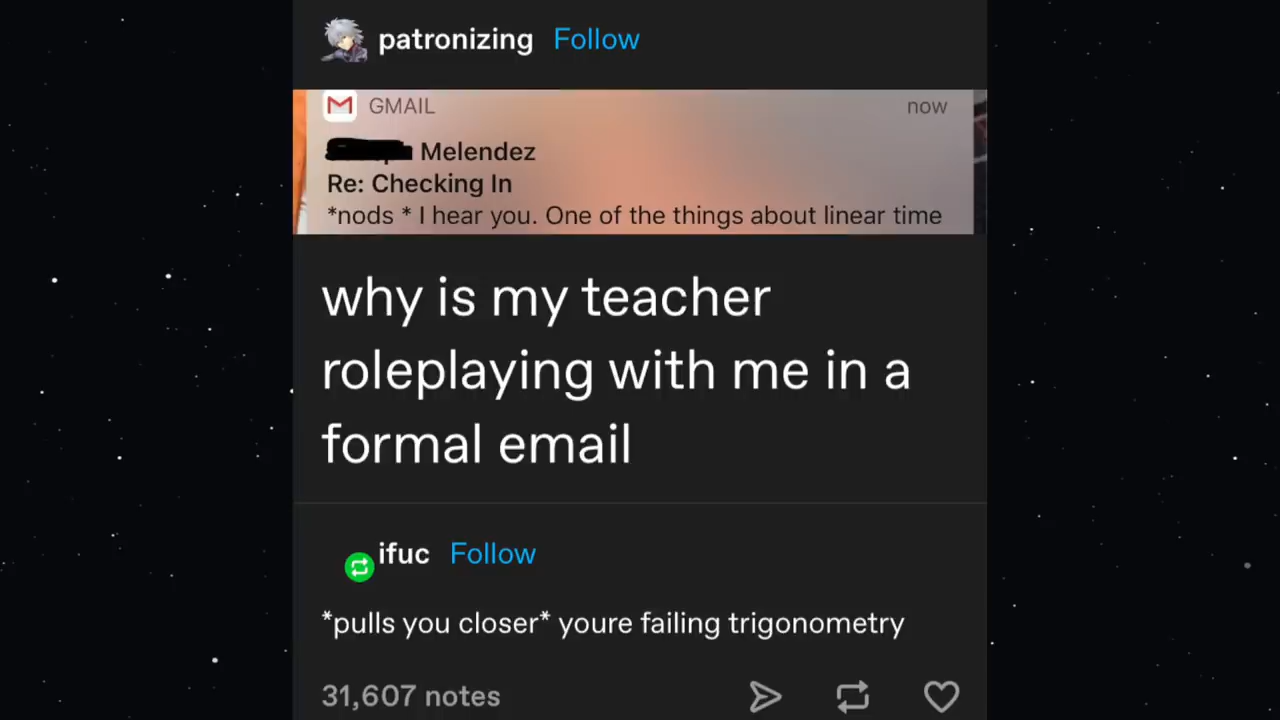 patronizing Follow
GMAIL now
Melendez
Re: Checking In
*nods * I hear you. One of the things about linear time
why is my teacher
roleplaying with me in a
formal email
ifuc Follow
*pulls you closer* youre failing trigonometry
31,607 notes